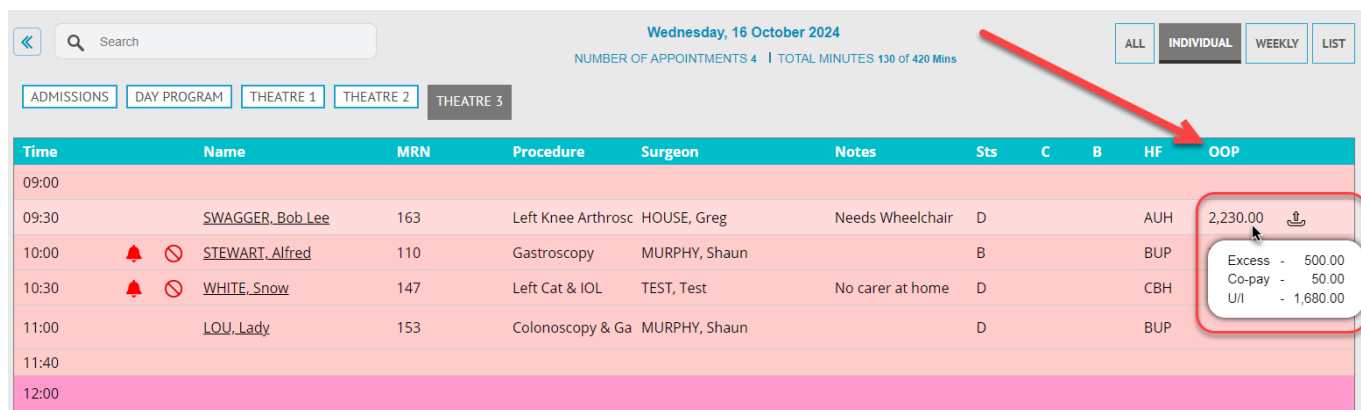 Search
Wednesday, 16 October 2024
NUMBER OF APPOINTMENTS 4 | TOTAL MINUTES 130 of 420 Mins
ALL INDIVIDUAL WEEKLY LIST
ADMISSIONS DAY PROGRAM THEATRE 1 THEATRE 2 THEATRE 3
Time Name MRN Procedure Surgeon Notes Sts C B HF OOP
09:00
09:30 SWAGGER, Bob Lee 163 Left Knee Arthrosc HOUSE, Greg Needs Wheelchair D AUH 2,230.00
10:00 STEWART, Alfred 110 Gastroscopy MURPHY, Shaun B BUP
Excess - 500.00
Co-pay - 50.00
U/I - 1,680.00
10:30 WHITE, Snow 147 Left Cat & IOL TEST, Test No carer at home D CBH
11:00 LOU, Lady 153 Colonoscopy & Ga MURPHY, Shaun D BUP
11:40
12:00